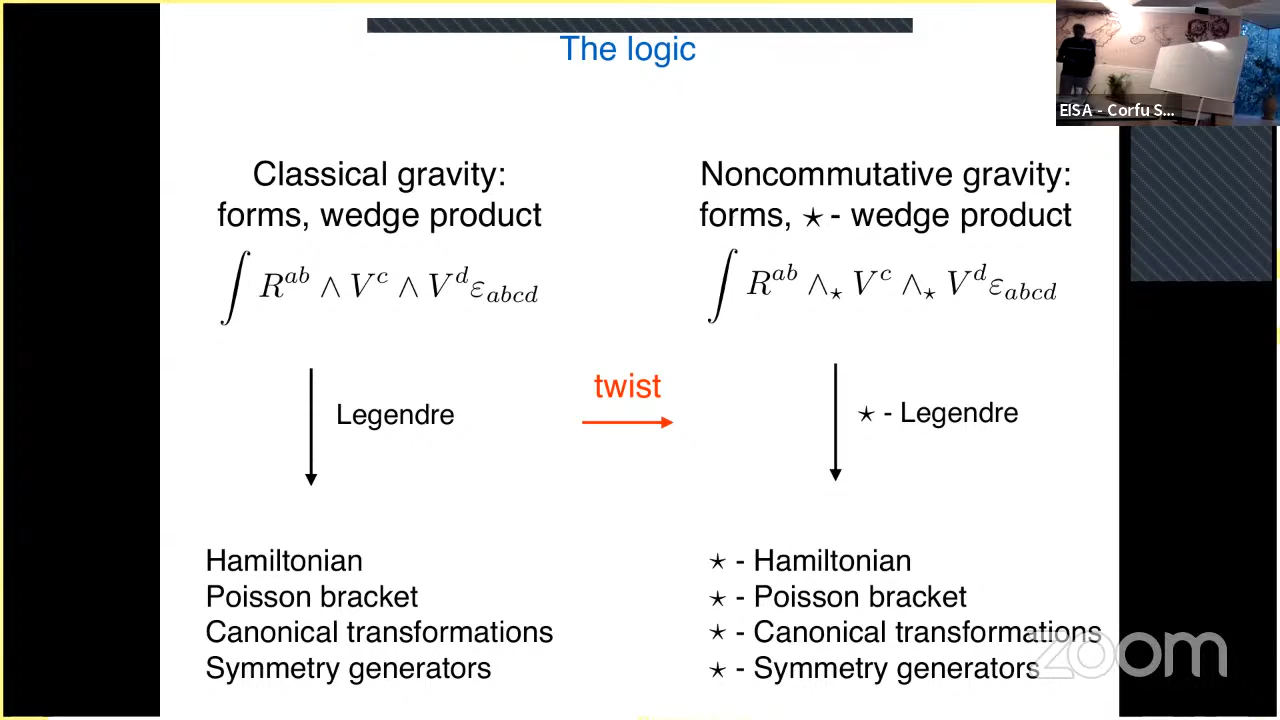 The logic
EISA - Corfu S...
Classical gravity:
forms, wedge product
∫ R^{ab} ∧ V^c ∧ V^d ε_{abcd}
Legendre
Hamiltonian
Poisson bracket
Canonical transformations
Symmetry generators
twist
Noncommutative gravity:
forms, ⋆ - wedge product
∫ R^{ab} ∧_⋆ V^c ∧_⋆ V^d ε_{abcd}
⋆ - Legendre
⋆ - Hamiltonian
⋆ - Poisson bracket
⋆ - Canonical transformations
⋆ - Symmetry generators
zoom